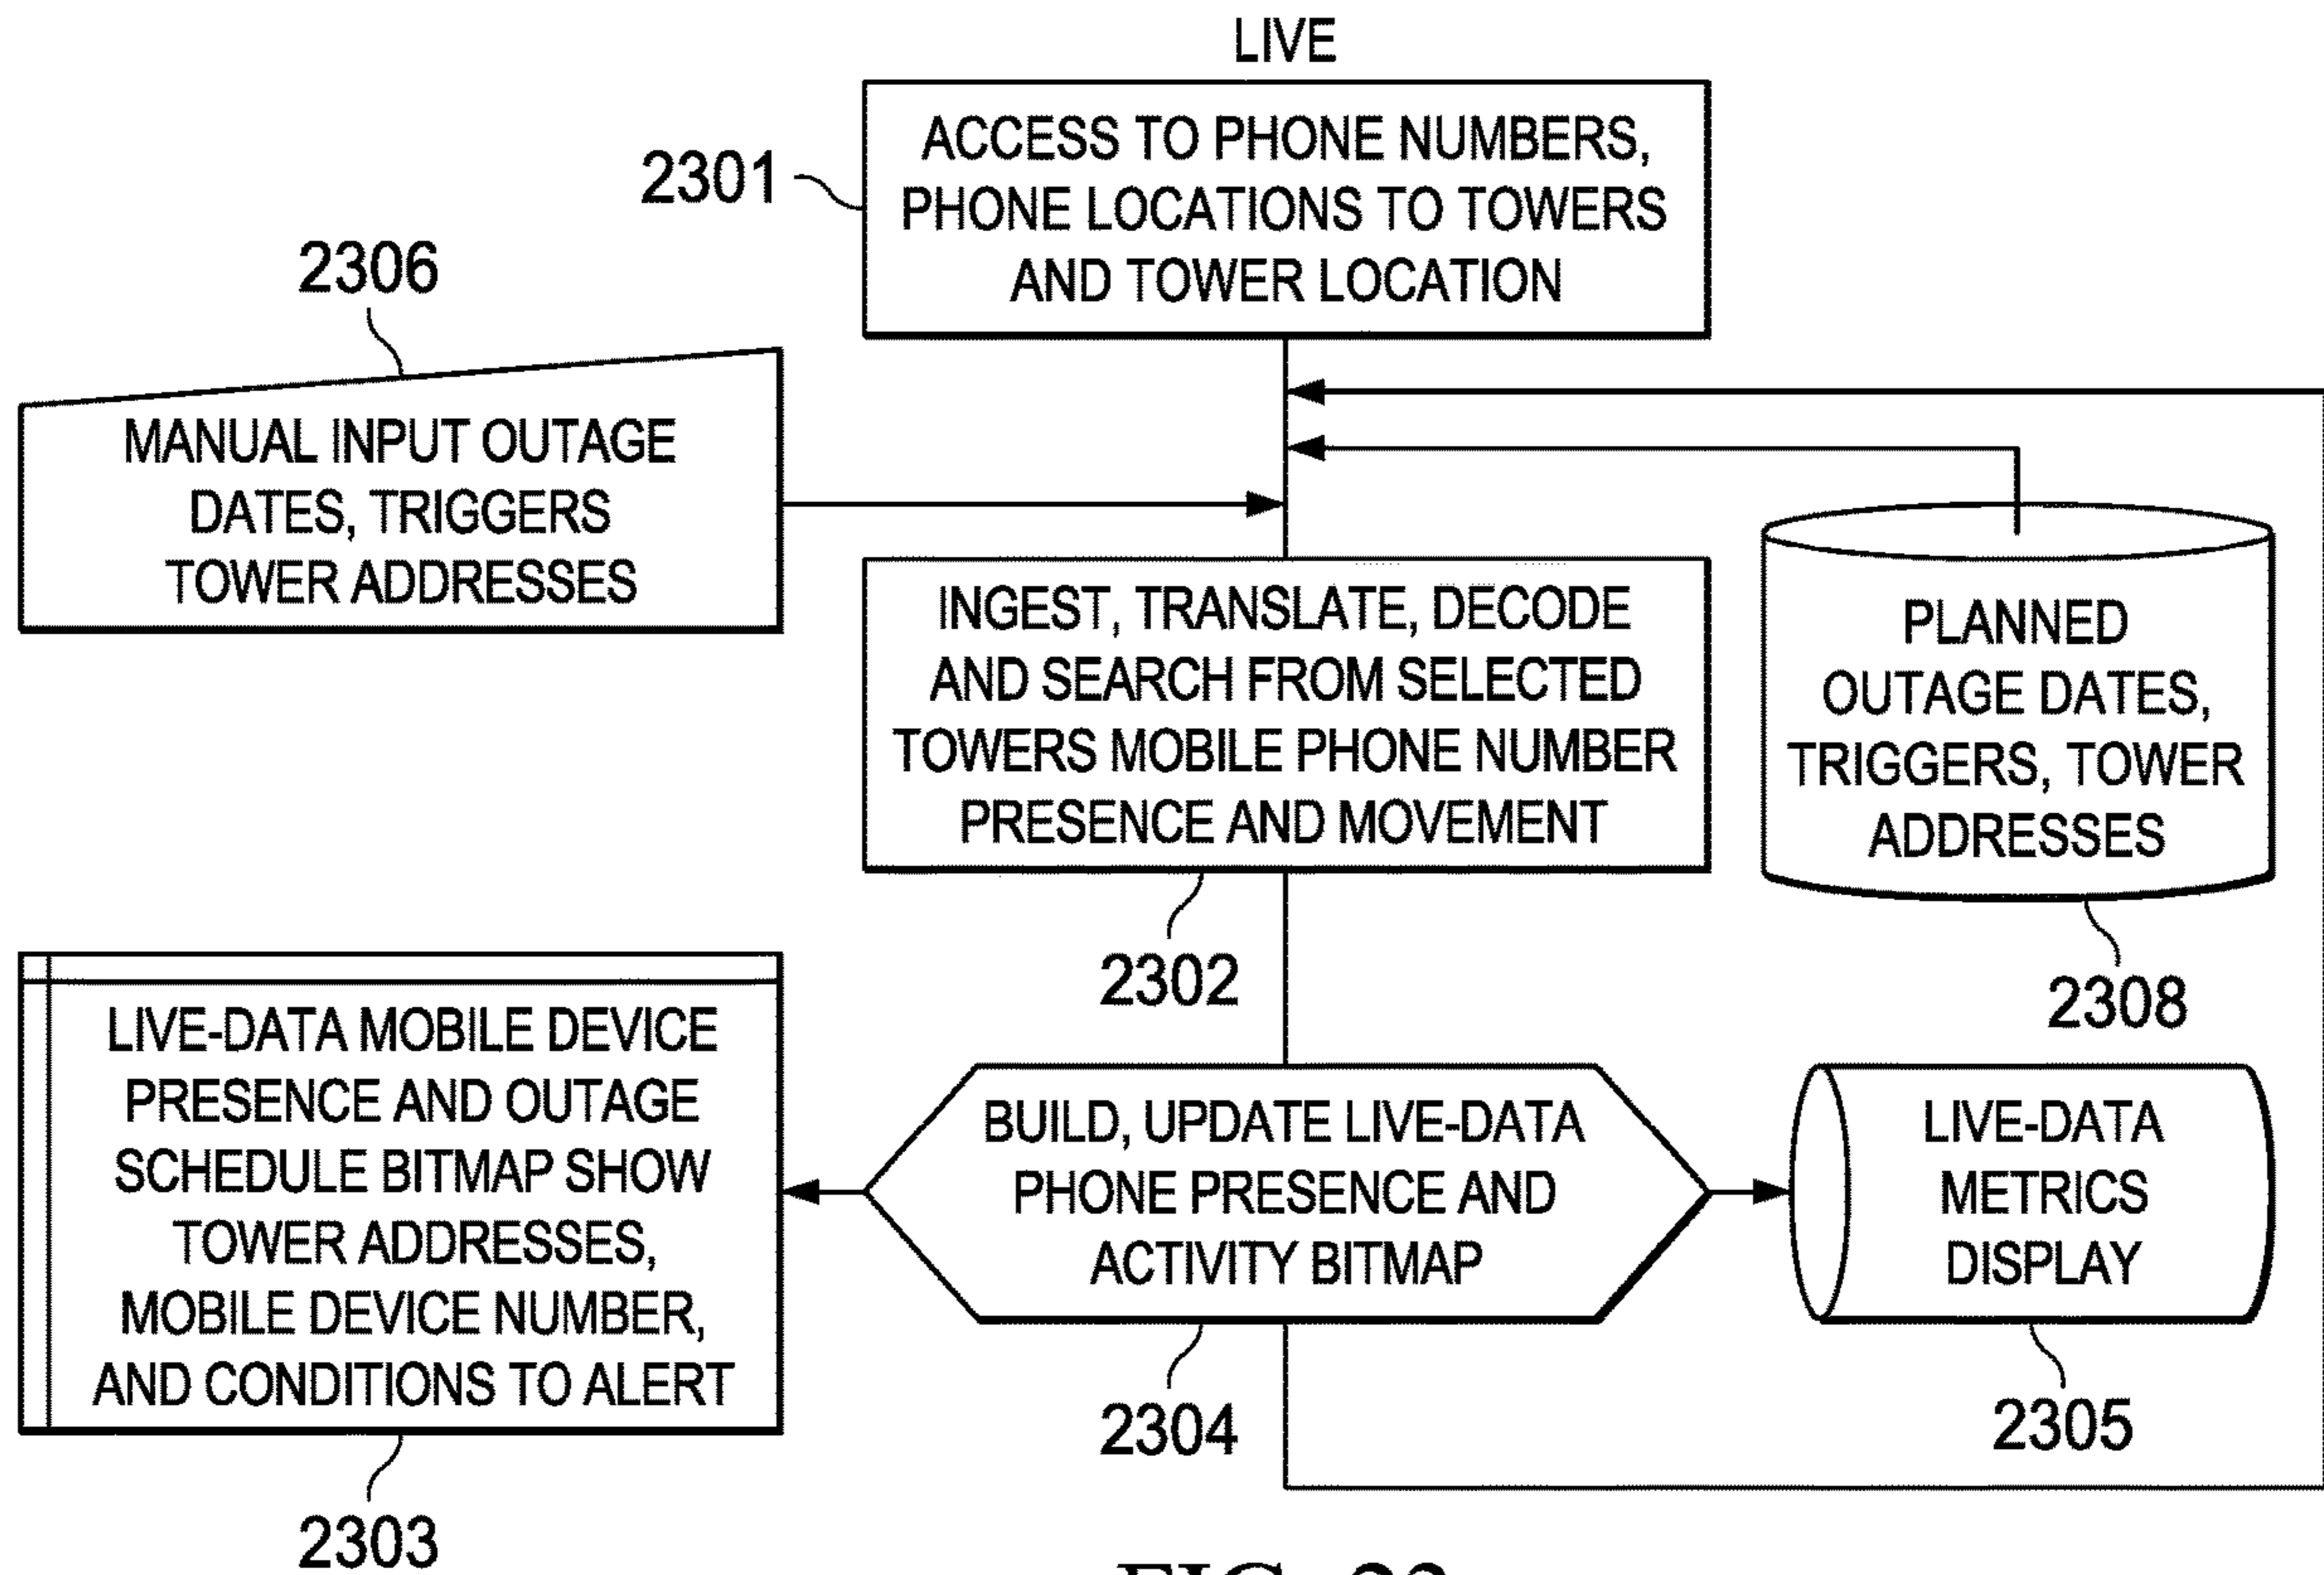 LIVE
ACCESS TO PHONE NUMBERS,
PHONE LOCATIONS TO TOWERS
AND TOWER LOCATION
2301
2306
MANUAL INPUT OUTAGE
DATES, TRIGGERS
TOWER ADDRESSES
INGEST, TRANSLATE, DECODE
AND SEARCH FROM SELECTED
TOWERS MOBILE PHONE NUMBER
PRESENCE AND MOVEMENT
2302
PLANNED
OUTAGE DATES,
TRIGGERS, TOWER
ADDRESSES
2308
LIVE-DATA MOBILE DEVICE
PRESENCE AND OUTAGE
SCHEDULE BITMAP SHOW
TOWER ADDRESSES,
MOBILE DEVICE NUMBER,
AND CONDITIONS TO ALERT
2303
BUILD, UPDATE LIVE-DATA
PHONE PRESENCE AND
ACTIVITY BITMAP
2304
LIVE-DATA
METRICS
DISPLAY
2305